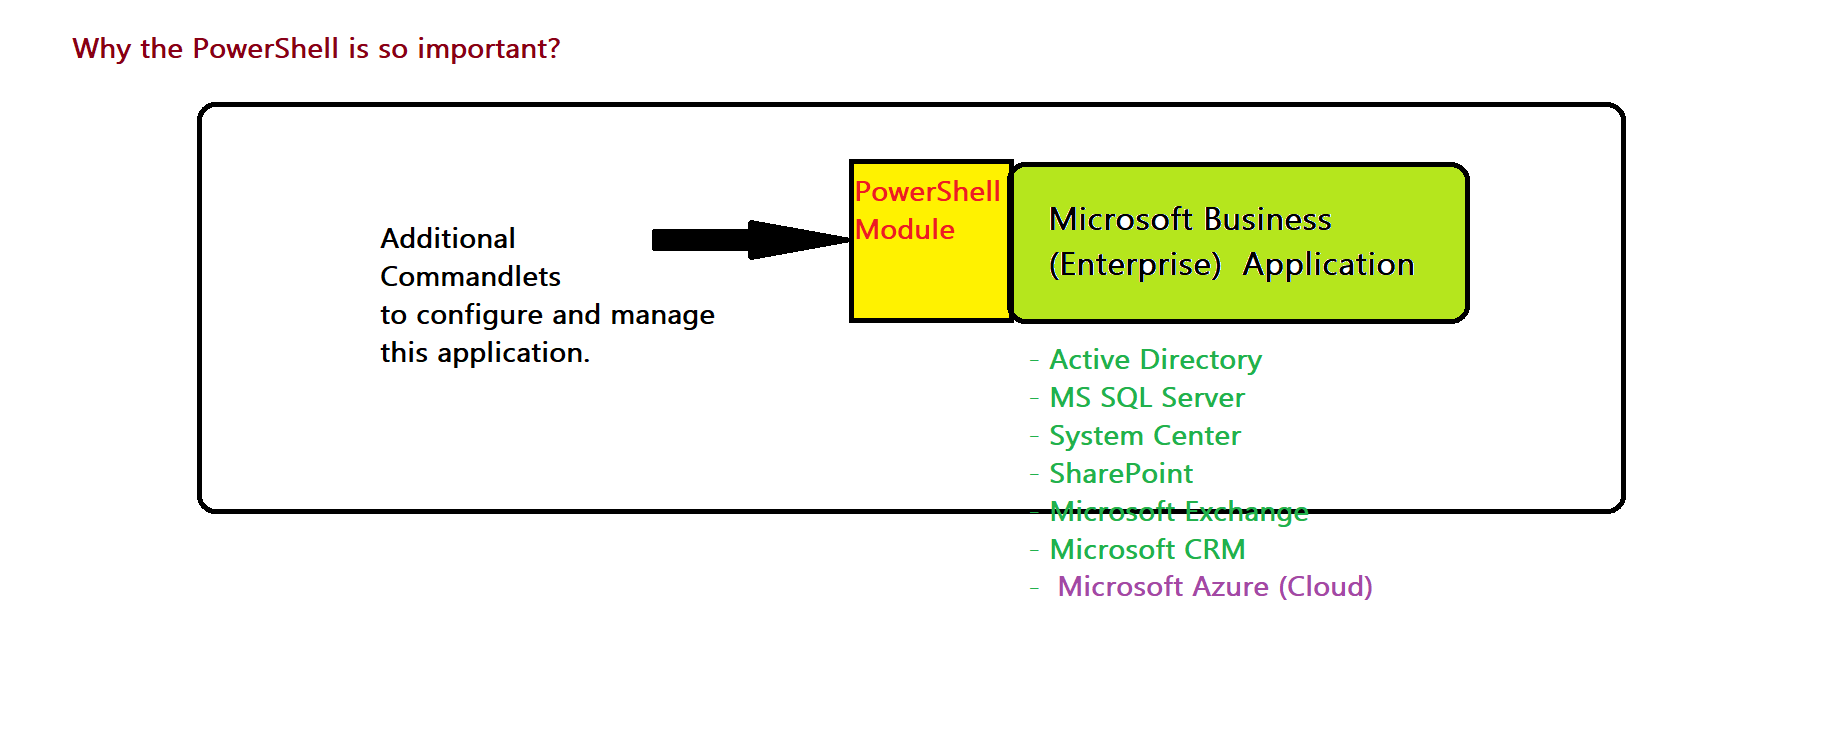 Why the PowerShell is so important?
PowerShell
Module
Microsoft Business
(Enterprise)  Application
Additional
Commandlets
to configure and manage
this application.
- Active Directory
- MS SQL Server
- System Center
- SharePoint
- Microsoft Exchange
- Microsoft CRM
- Microsoft Azure (Cloud)